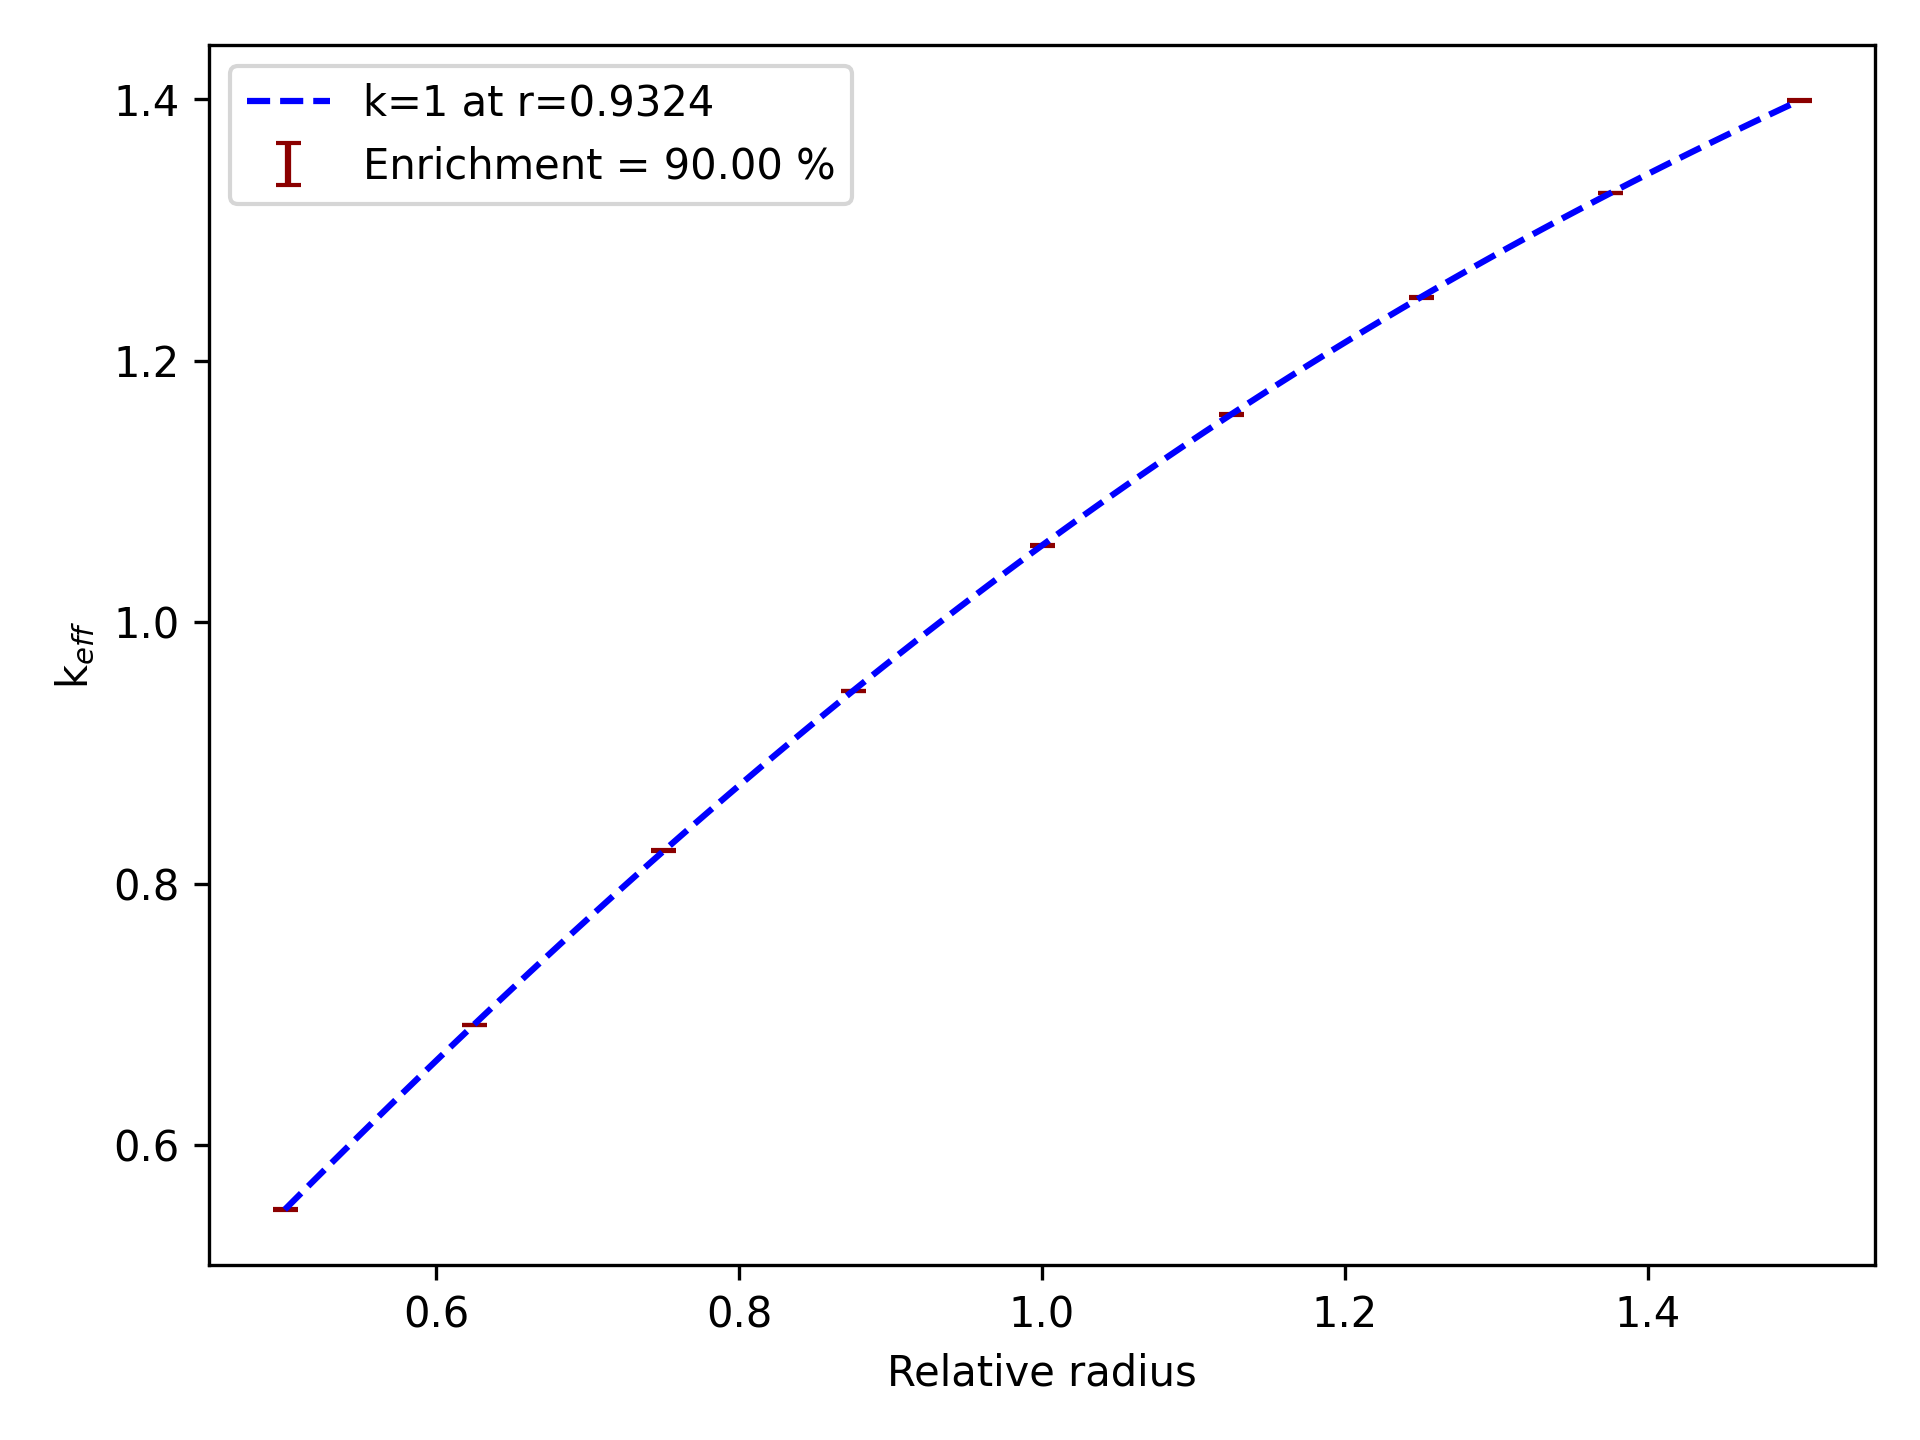 k=1 at r=0.9324
Enrichment = 90.00 %
1.4
1.2
1.0
0.8
0.6
keff
0.6 0.8 1.0 1.2 1.4
Relative radius